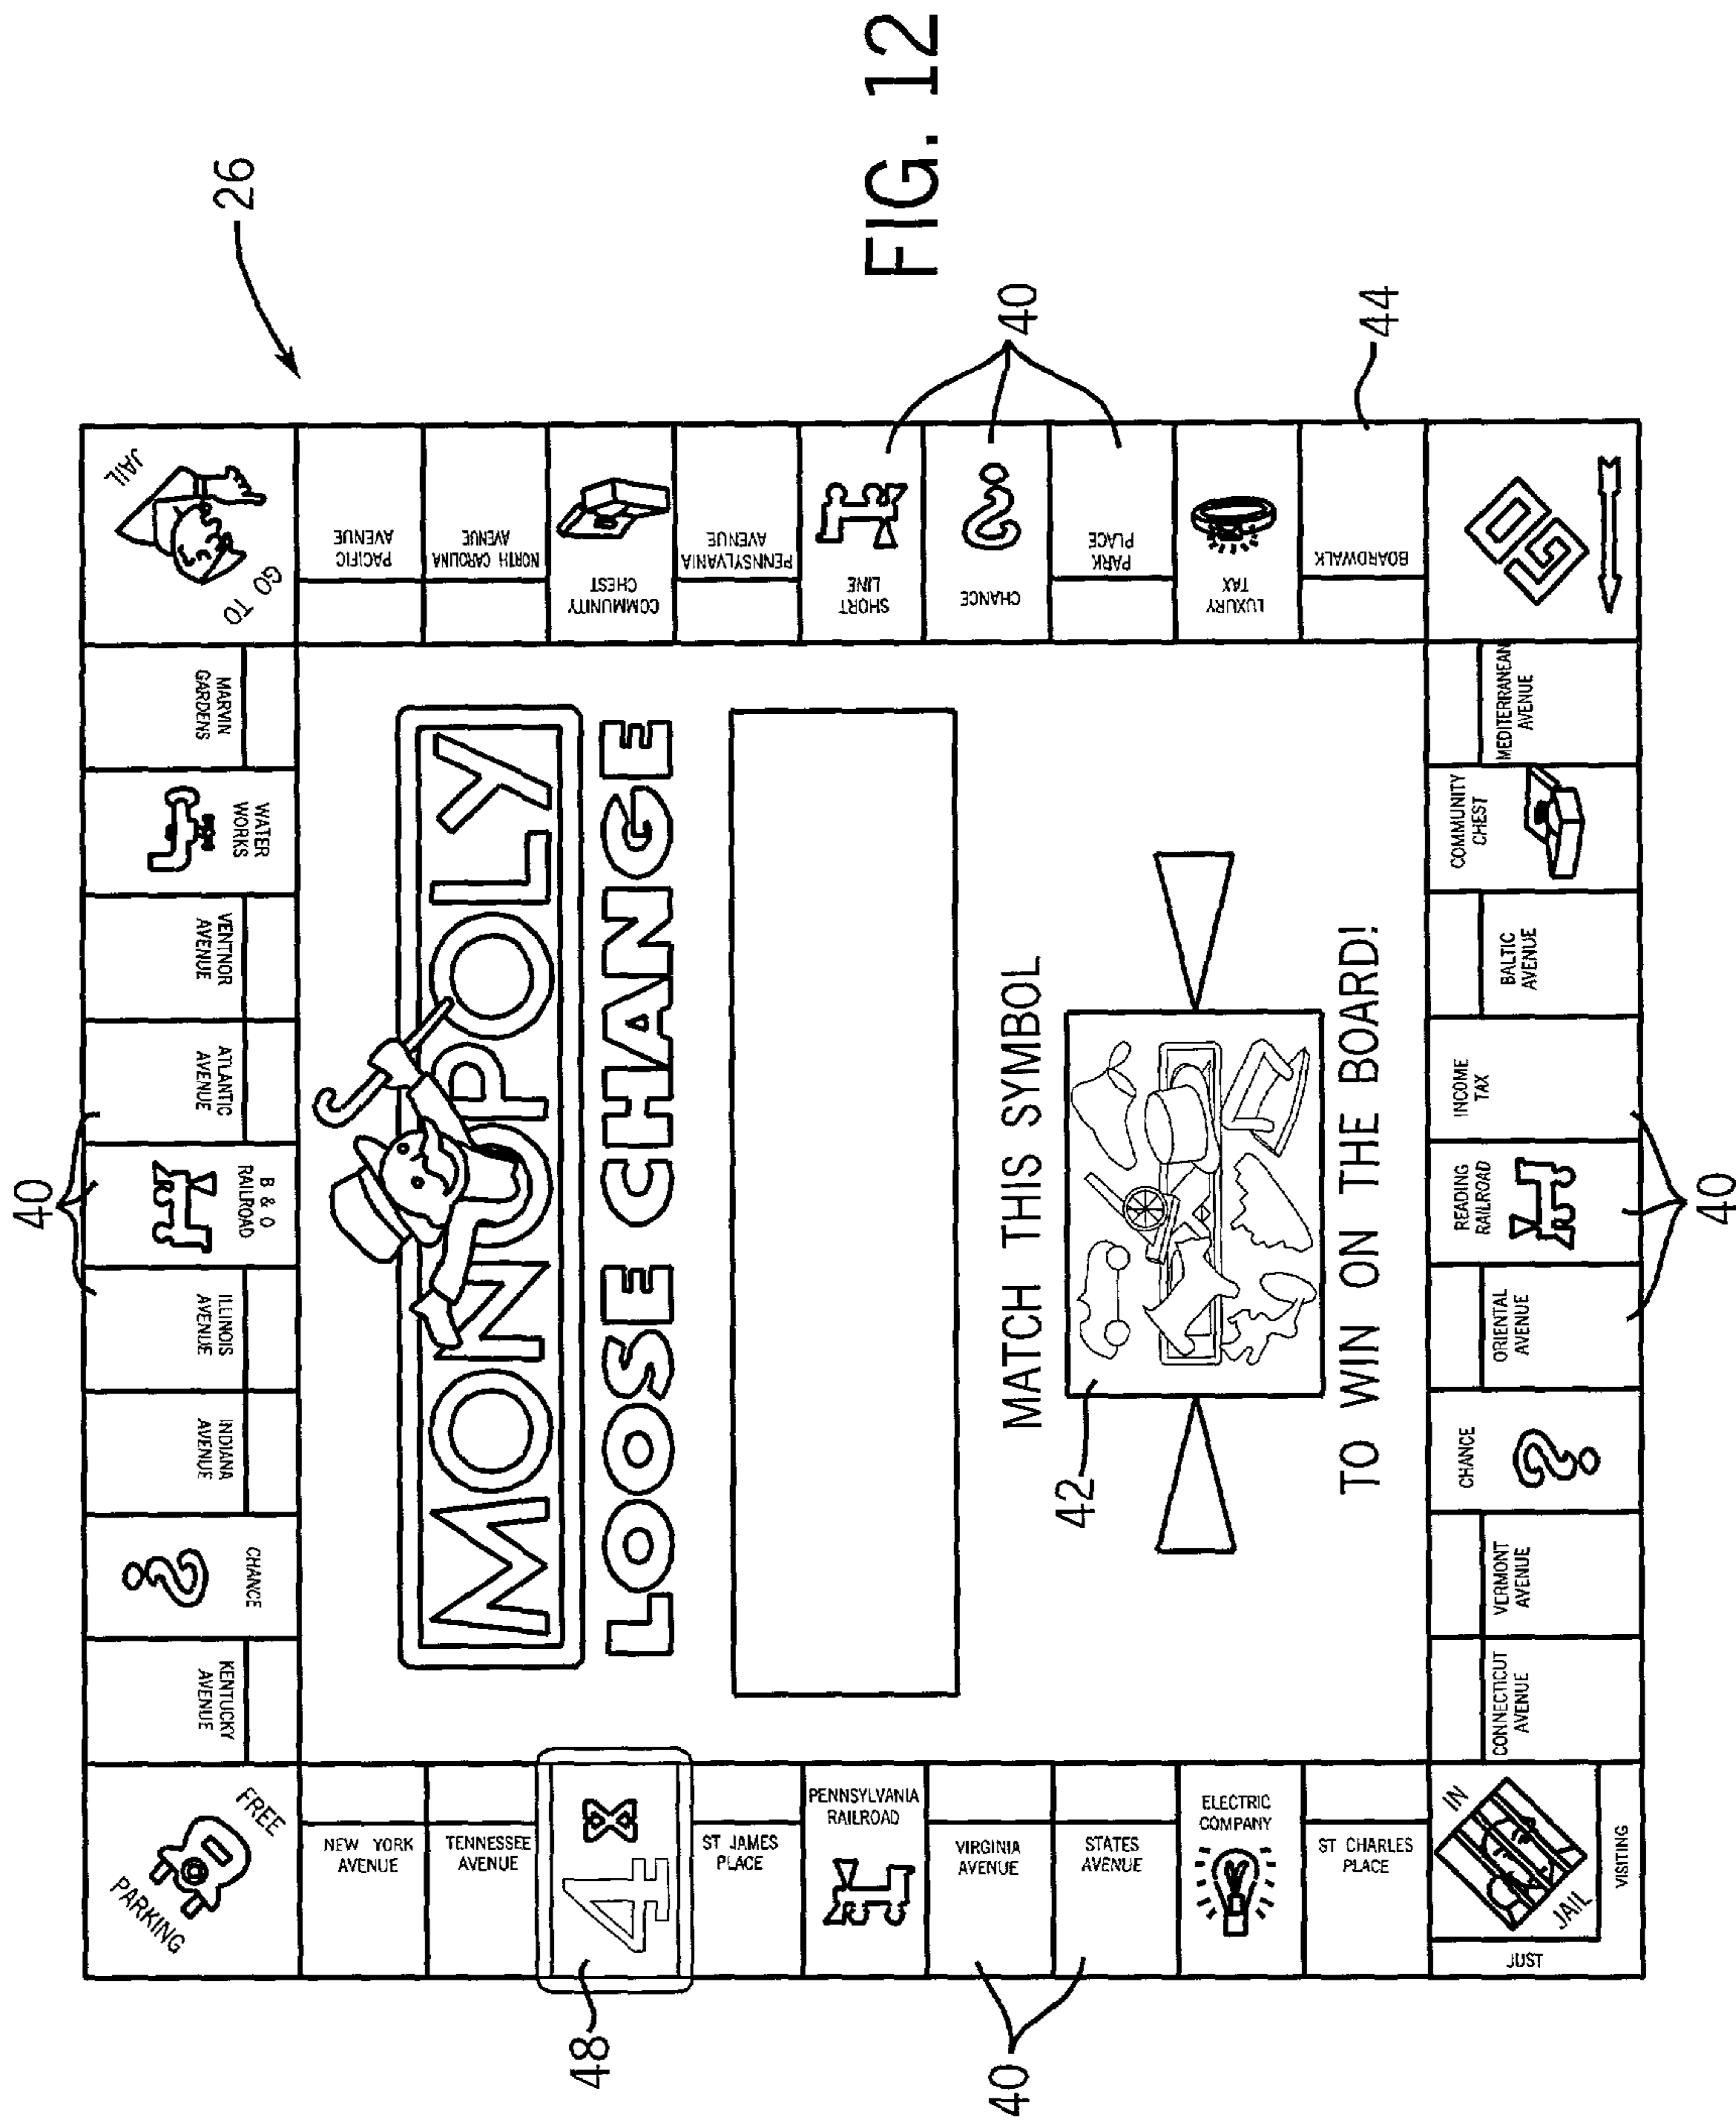 40
26
FREE
PARKING
KENTUCKY
AVENUE
CHANCE
INDIANA
AVENUE
ILLINOIS
AVENUE
B & O
RAILROAD
ATLANTIC
AVENUE
VENTNOR
AVENUE
WATER
WORKS
MARVIN
GARDENS
GO TO
JAIL
NEW YORK
AVENUE
TENNESSEE
AVENUE
48
4 X
ST JAMES
PLACE
PENNSYLVANIA
RAILROAD
VIRGINIA
AVENUE
STATES
AVENUE
40
ELECTRIC
COMPANY
ST CHARLES
PLACE
MONOPOLY
LOOSE CHANGE
MATCH THIS SYMBOL
42
TO WIN ON THE BOARD!
PACIFIC
AVENUE
NORTH CAROLINA
AVENUE
COMMUNITY
CHEST
PENNSYLVANIA
AVENUE
SHORT
LINE
CHANCE
PARK
PLACE
40
LUXURY
TAX
BOARDWALK
44
IN
JAIL
JUST
VISITING
CONNECTICUT
AVENUE
VERMONT
AVENUE
CHANCE
ORIENTAL
AVENUE
READING
RAILROAD
INCOME
TAX
BALTIC
AVENUE
COMMUNITY
CHEST
MEDITERRANEAN
AVENUE
GO
40
FIG. 12